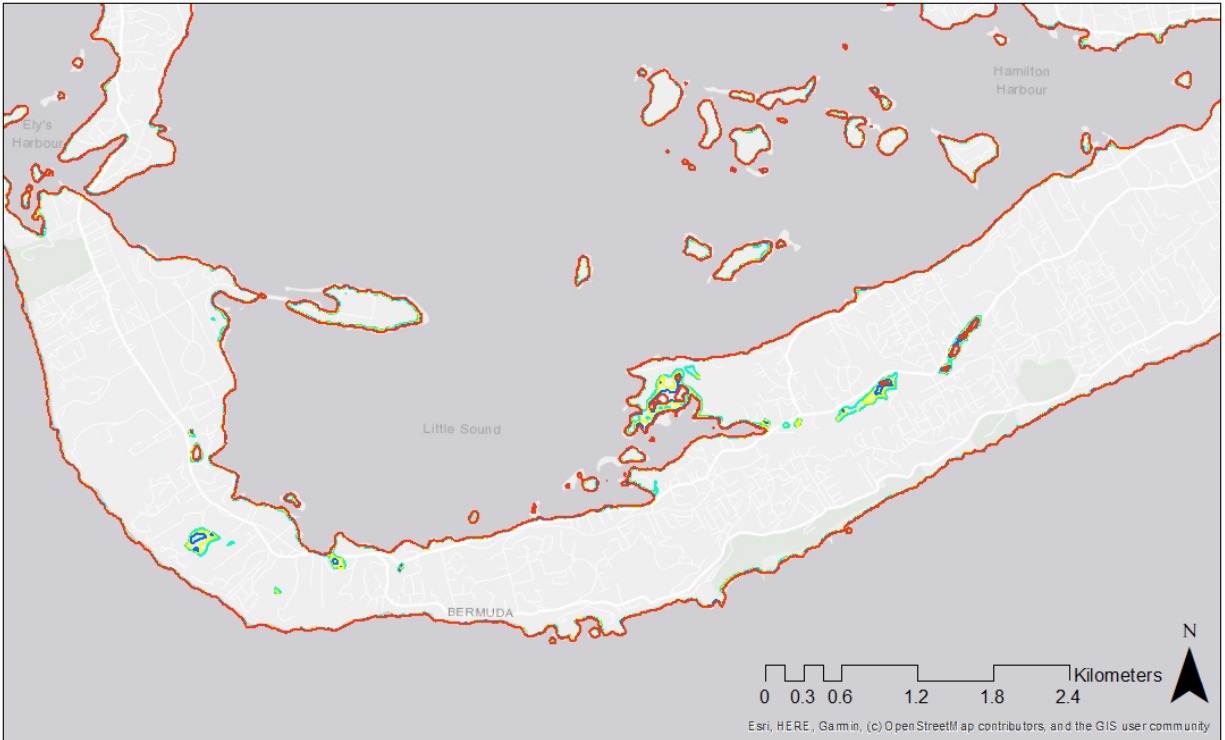 Hamilton
Harbour
Ely's
Harbour
Little Sound
BERMUDA
N
Kilometers
0 0.3 0.6 1.2 1.8 2.4
Esri, HERE, Garmin, (c) OpenStreetMap contributors, and the GIS user community